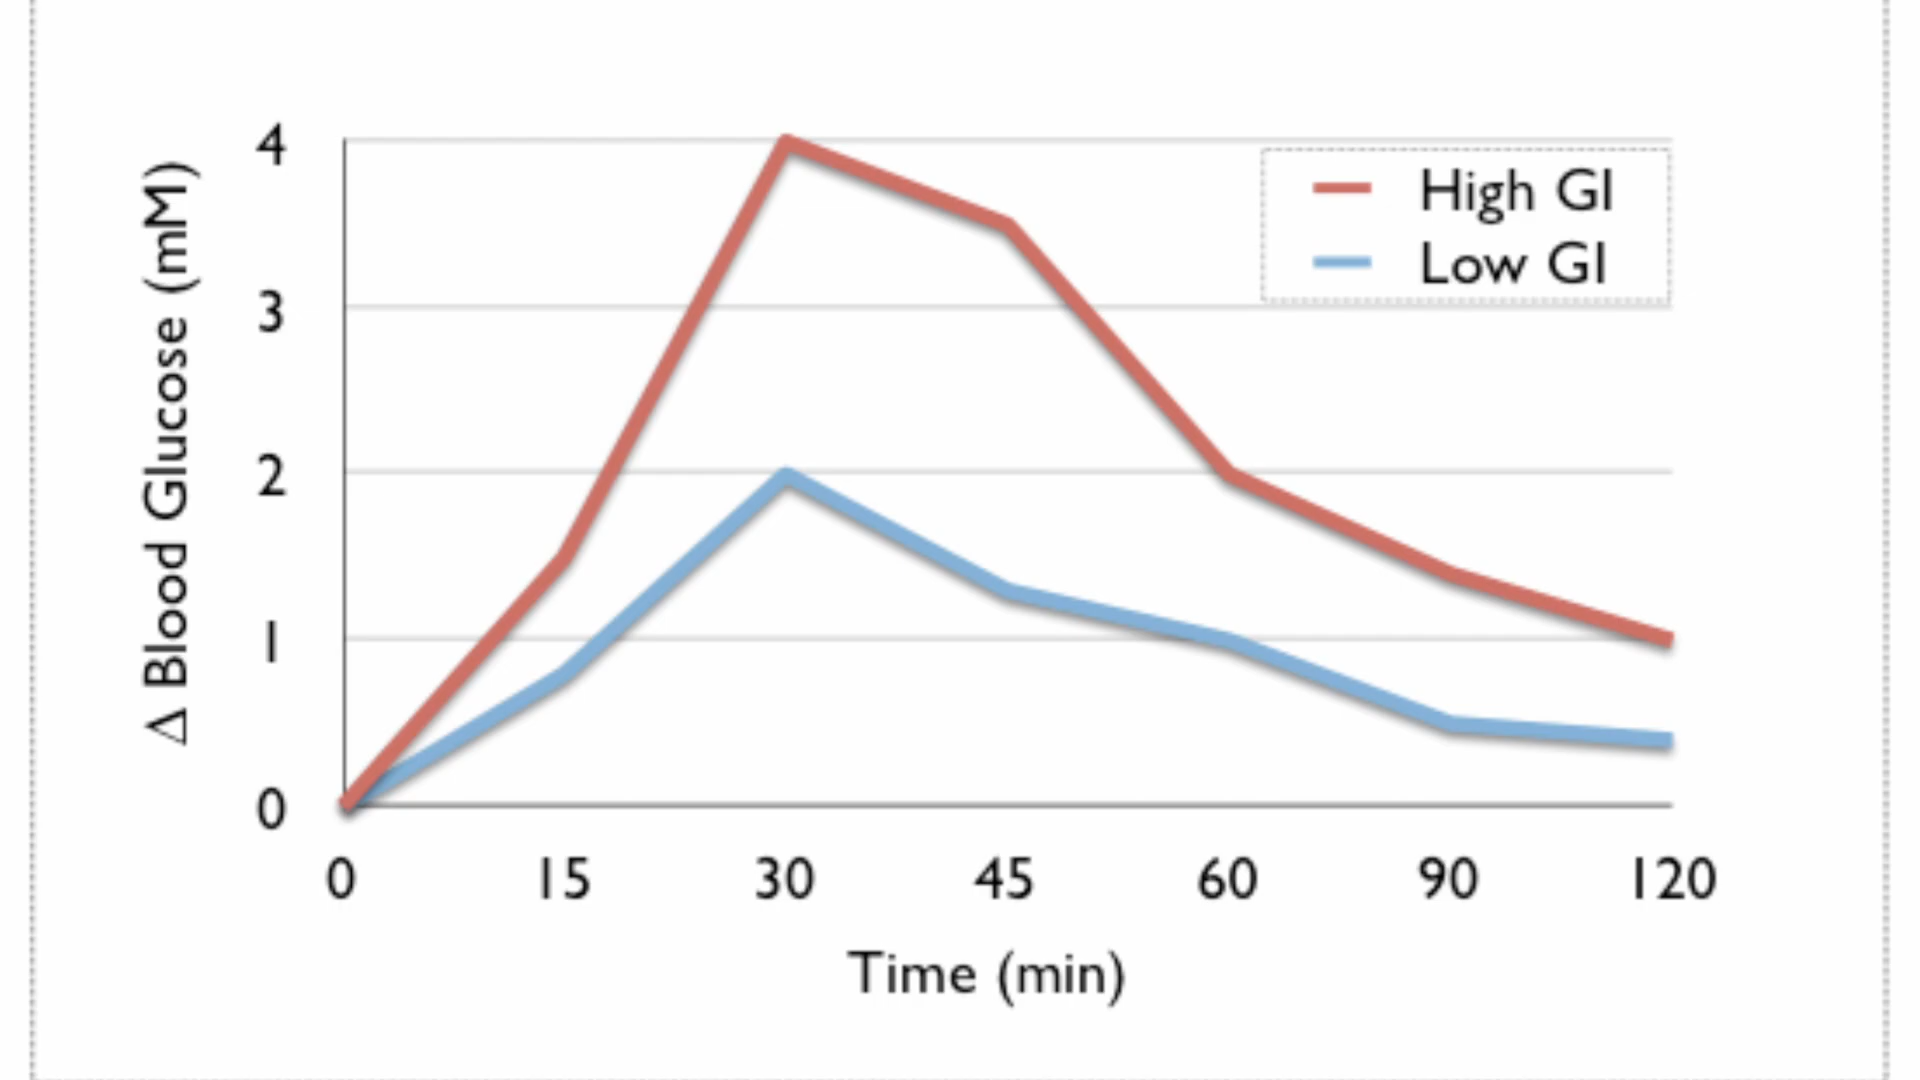 Δ Blood Glucose (mM)
4
3
2
1
0
High GI
Low GI
0 15 30 45 60 90 120
Time (min)